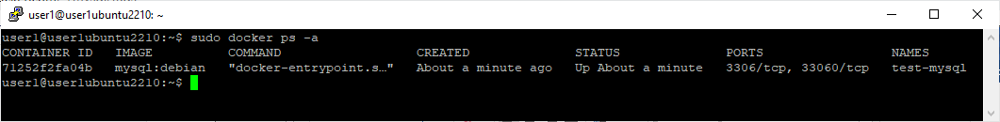 user1@user1ubuntu2210: ~
user1@user1ubuntu2210:~$ sudo docker ps -a
CONTAINER ID   IMAGE          COMMAND                  CREATED              STATUS              PORTS                 NAMES
71252f2fa04b   mysql:debian   "docker-entrypoint.s…"   About a minute ago   Up About a minute   3306/tcp, 33060/tcp   test-mysql
user1@user1ubuntu2210:~$